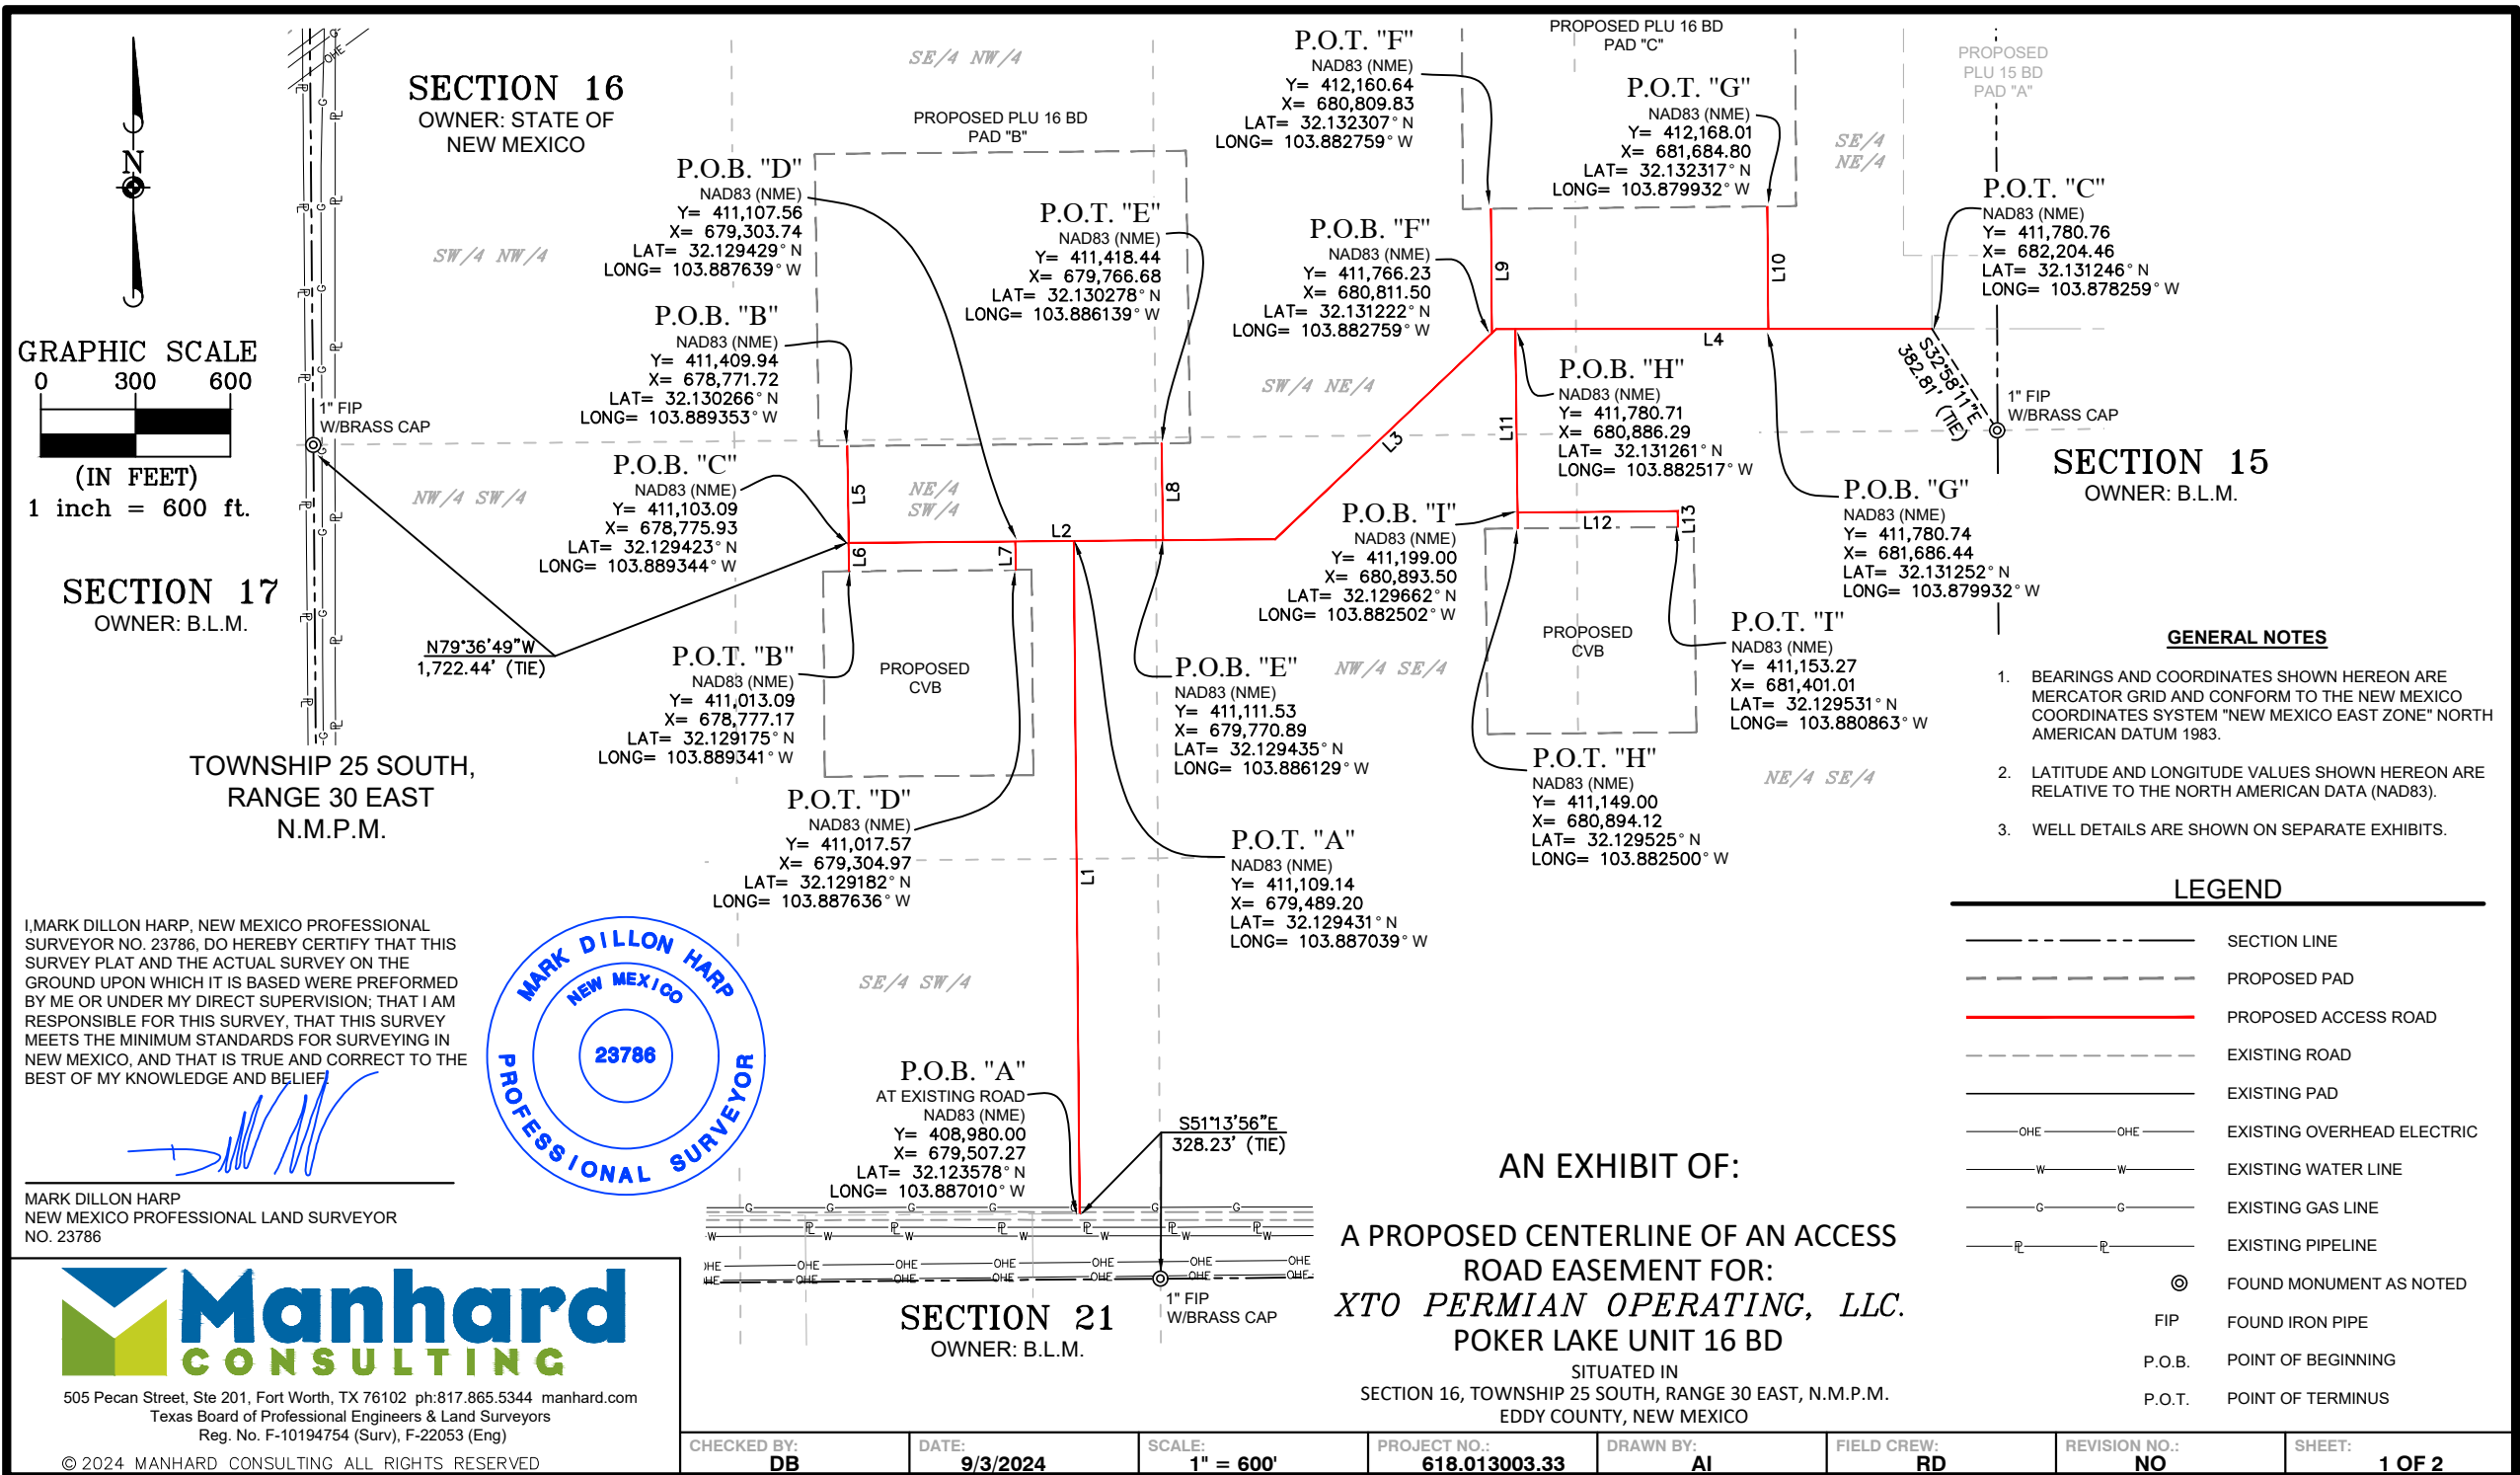 SECTION 16
OWNER: STATE OF
NEW MEXICO
SE/4 NW/4
PROPOSED PLU 16 BD
PAD "B"
P.O.T. "F"
NAD83 (NME)
Y= 412,160.64
X= 680,809.83
LAT= 32.132307° N
LONG= 103.882759° W
PROPOSED PLU 16 BD
PAD "C"
P.O.T. "G"
NAD83 (NME)
Y= 412,168.01
X= 681,684.80
LAT= 32.132317° N
LONG= 103.879932° W
PROPOSED
PLU 15 BD
PAD "A"
SE/4
NE/4
P.O.T. "C"
NAD83 (NME)
Y= 411,780.76
X= 682,204.46
LAT= 32.131246° N
LONG= 103.878259° W
N
P.O.B. "D"
NAD83 (NME)
Y= 411,107.56
X= 679,303.74
LAT= 32.129429° N
LONG= 103.887639° W
P.O.T. "E"
NAD83 (NME)
Y= 411,418.44
X= 679,766.68
LAT= 32.130278° N
LONG= 103.886139° W
P.O.B. "F"
NAD83 (NME)
Y= 411,766.23
X= 680,811.50
LAT= 32.131222° N
LONG= 103.882759° W
SW/4 NW/4
P.O.B. "B"
NAD83 (NME)
Y= 411,409.94
X= 678,771.72
LAT= 32.130266° N
LONG= 103.889353° W
L9
L10
L4
S32°58'11"E
382.81' (TIE)
GRAPHIC SCALE
0 300 600
(IN FEET)
1 inch = 600 ft.
1" FIP
W/BRASS CAP
SW/4 NE/4
P.O.B. "H"
NAD83 (NME)
Y= 411,780.71
X= 680,886.29
LAT= 32.131261° N
LONG= 103.882517° W
1" FIP
W/BRASS CAP
SECTION 15
OWNER: B.L.M.
L3
L11
P.O.B. "C"
NAD83 (NME)
Y= 411,103.09
X= 678,775.93
LAT= 32.129423° N
LONG= 103.889344° W
NW/4 SW/4
L5
NE/4
SW/4
L8
L2
L6
L7
P.O.B. "I"
NAD83 (NME)
Y= 411,199.00
X= 680,893.50
LAT= 32.129662° N
LONG= 103.882502° W
L12
L13
P.O.B. "G"
NAD83 (NME)
Y= 411,780.74
X= 681,686.44
LAT= 32.131252° N
LONG= 103.879932° W
SECTION 17
OWNER: B.L.M.
N79°36'49"W
1,722.44' (TIE)
P.O.T. "B"
NAD83 (NME)
Y= 411,013.09
X= 678,777.17
LAT= 32.129175° N
LONG= 103.889341° W
PROPOSED
CVB
P.O.B. "E"
NAD83 (NME)
Y= 411,111.53
X= 679,770.89
LAT= 32.129435° N
LONG= 103.886129° W
NW/4 SE/4
PROPOSED
CVB
P.O.T. "I"
NAD83 (NME)
Y= 411,153.27
X= 681,401.01
LAT= 32.129531° N
LONG= 103.880863° W
GENERAL NOTES
1. BEARINGS AND COORDINATES SHOWN HEREON ARE
MERCATOR GRID AND CONFORM TO THE NEW MEXICO
COORDINATES SYSTEM "NEW MEXICO EAST ZONE" NORTH
AMERICAN DATUM 1983.
2. LATITUDE AND LONGITUDE VALUES SHOWN HEREON ARE
RELATIVE TO THE NORTH AMERICAN DATA (NAD83).
3. WELL DETAILS ARE SHOWN ON SEPARATE EXHIBITS.
TOWNSHIP 25 SOUTH,
RANGE 30 EAST
N.M.P.M.
P.O.T. "D"
NAD83 (NME)
Y= 411,017.57
X= 679,304.97
LAT= 32.129182° N
LONG= 103.887636° W
L1
P.O.T. "A"
NAD83 (NME)
Y= 411,109.14
X= 679,489.20
LAT= 32.129431° N
LONG= 103.887039° W
P.O.T. "H"
NAD83 (NME)
Y= 411,149.00
X= 680,894.12
LAT= 32.129525° N
LONG= 103.882500° W
NE/4 SE/4
SE/4 SW/4
I,MARK DILLON HARP, NEW MEXICO PROFESSIONAL
SURVEYOR NO. 23786, DO HEREBY CERTIFY THAT THIS
SURVEY PLAT AND THE ACTUAL SURVEY ON THE
GROUND UPON WHICH IT IS BASED WERE PREFORMED
BY ME OR UNDER MY DIRECT SUPERVISION; THAT I AM
RESPONSIBLE FOR THIS SURVEY, THAT THIS SURVEY
MEETS THE MINIMUM STANDARDS FOR SURVEYING IN
NEW MEXICO, AND THAT IS TRUE AND CORRECT TO THE
BEST OF MY KNOWLEDGE AND BELIEF.
MARK DILLON HARP
NEW MEXICO
23786
PROFESSIONAL SURVEYOR
MARK DILLON HARP
NEW MEXICO PROFESSIONAL LAND SURVEYOR
NO. 23786
P.O.B. "A"
AT EXISTING ROAD
NAD83 (NME)
Y= 408,980.00
X= 679,507.27
LAT= 32.123578° N
LONG= 103.887010° W
S51°13'56"E
328.23' (TIE)
1" FIP
W/BRASS CAP
SECTION 21
OWNER: B.L.M.
LEGEND
SECTION LINE
PROPOSED PAD
PROPOSED ACCESS ROAD
EXISTING ROAD
EXISTING PAD
OHE OHE EXISTING OVERHEAD ELECTRIC
W W EXISTING WATER LINE
G G EXISTING GAS LINE
PL PL EXISTING PIPELINE
FOUND MONUMENT AS NOTED
FIP FOUND IRON PIPE
P.O.B. POINT OF BEGINNING
P.O.T. POINT OF TERMINUS
AN EXHIBIT OF:
A PROPOSED CENTERLINE OF AN ACCESS
ROAD EASEMENT FOR:
XTO PERMIAN OPERATING, LLC.
POKER LAKE UNIT 16 BD
SITUATED IN
SECTION 16, TOWNSHIP 25 SOUTH, RANGE 30 EAST, N.M.P.M.
EDDY COUNTY, NEW MEXICO
Manhard
CONSULTING
505 Pecan Street, Ste 201, Fort Worth, TX 76102 ph:817.865.5344 manhard.com
Texas Board of Professional Engineers & Land Surveyors
Reg. No. F-10194754 (Surv), F-22053 (Eng)
© 2024 MANHARD CONSULTING ALL RIGHTS RESERVED
CHECKED BY: DB
DATE: 9/3/2024
SCALE: 1" = 600'
PROJECT NO.: 618.013003.33
DRAWN BY: AI
FIELD CREW: RD
REVISION NO.: NO
SHEET: 1 OF 2